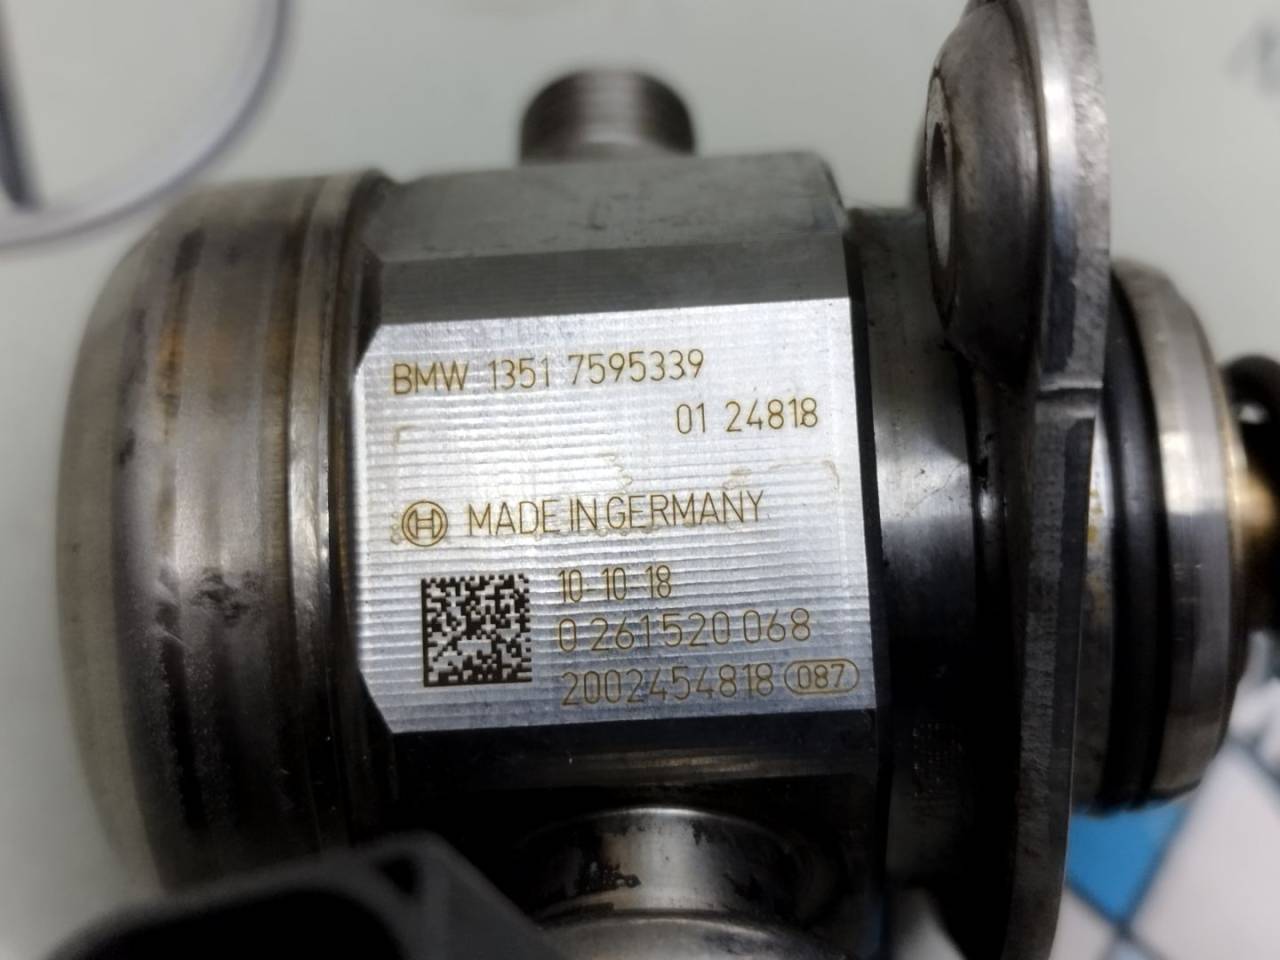 BMW 1351 7595339
01 24818
MADE IN GERMANY
10-10-18
0 261 520 068
2002454818 087